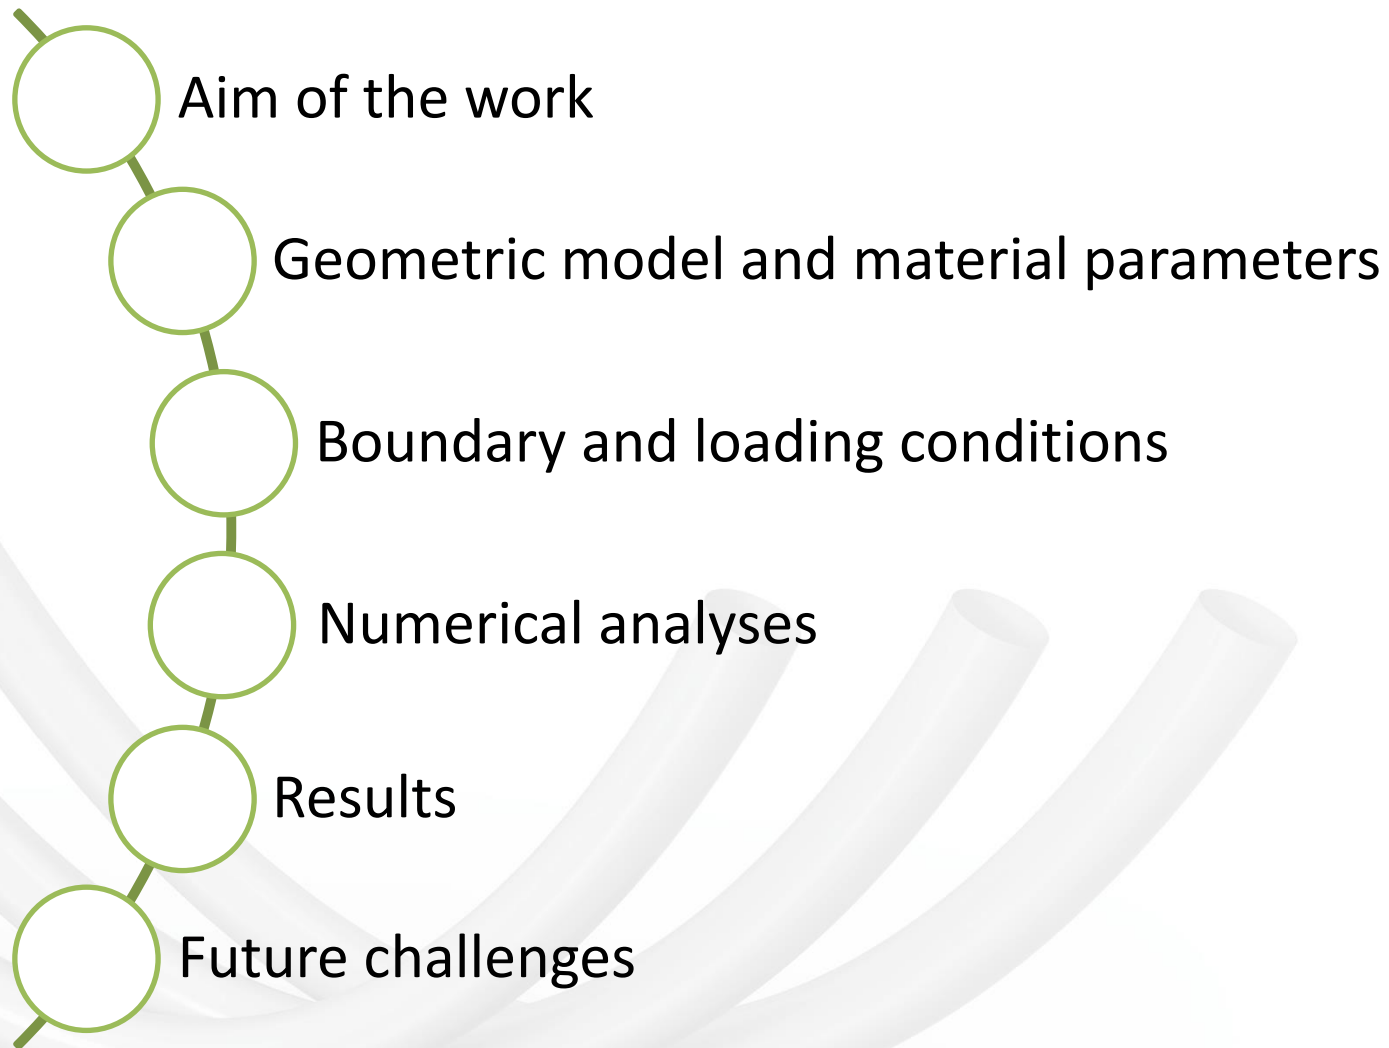 Aim of the work
Geometric model and material parameters
Boundary and loading conditions
Numerical analyses
Results
Future challenges